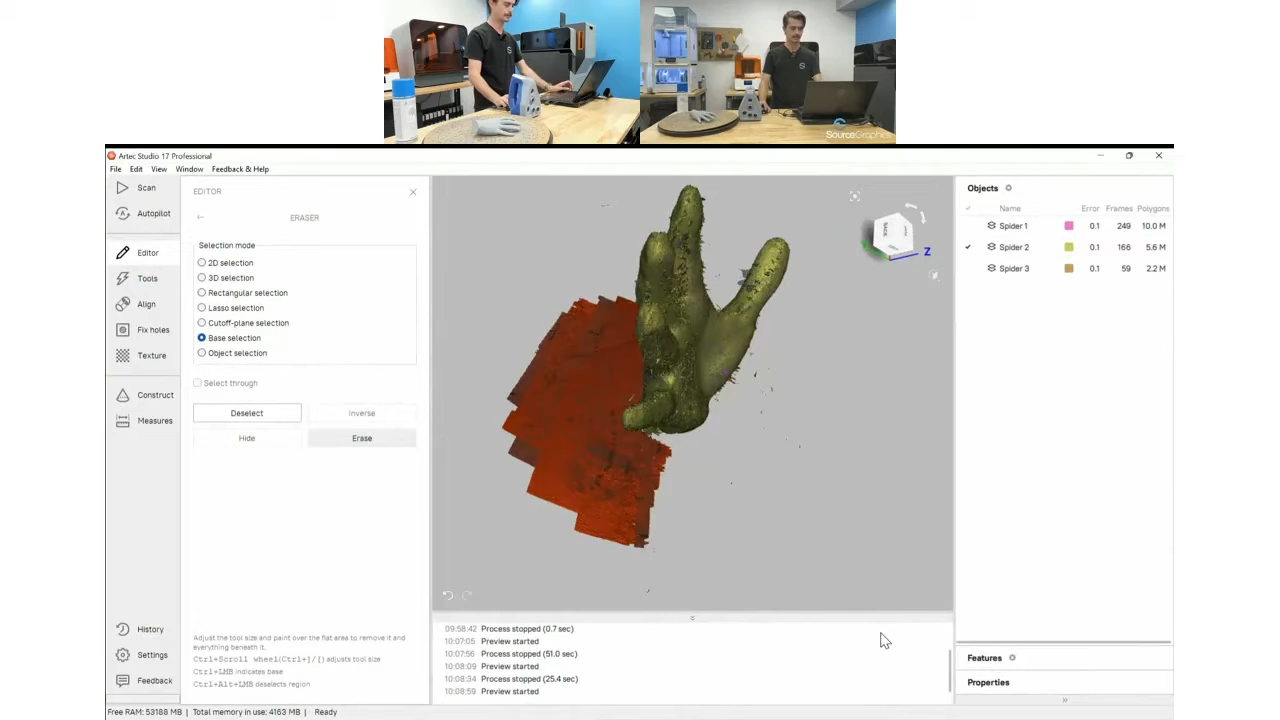 SourceGraphics
Artec Studio 17 Professional
File Edit View Window Feedback & Help
Scan
Autopilot
Editor
Tools
Align
Fix holes
Texture
Construct
Measures
History
Settings
Feedback
EDITOR
ERASER
Selection mode
2D selection
3D selection
Rectangular selection
Lasso selection
Cutoff-plane selection
Base selection
Object selection
Select through
Deselect Inverse
Hide Erase
Adjust the tool size and paint over the flat area to remove it and
everything beneath it.
Ctrl+Scroll wheel(Ctrl+]/[) adjusts tool size
Ctrl+LMB indicates base
Ctrl+Alt+LMB deselects region
BACK
Z
09:58:42 Process stopped (0.7 sec)
10:07:05 Preview started
10:07:56 Process stopped (51.0 sec)
10:08:09 Preview started
10:08:34 Process stopped (25.4 sec)
10:08:59 Preview started
Objects
Name Error Frames Polygons
Spider 1 0.1 249 10.0 M
Spider 2 0.1 166 5.6 M
Spider 3 0.1 59 2.2 M
Features
Properties
Free RAM: 53188 MB | Total memory in use: 4163 MB | Ready